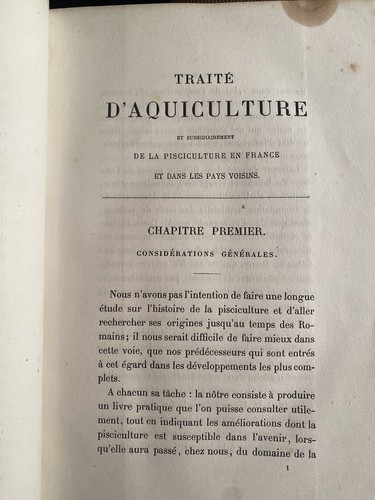 TRAITÉ
D'AQUICULTURE
ET SUBSIDIAIREMENT
DE LA PISCICULTURE EN FRANCE
ET DANS LES PAYS VOISINS.
CHAPITRE PREMIER.
CONSIDÉRATIONS GÉNÉRALES.
Nous n'avons pas l'intention de faire une longue
étude sur l'histoire de la pisciculture et d'aller
rechercher ses origines jusqu'au temps des Ro-
mains; il nous serait difficile de faire mieux dans
cette voie, que nos prédécesseurs qui sont entrés
à cet égard dans les développements les plus com-
plets.
A chacun sa tâche : la nôtre consiste à produire
un livre pratique que l'on puisse consulter utile-
ment, tout en indiquant les améliorations dont la
pisciculture est susceptible dans l'avenir, lors-
qu'elle aura passé, chez nous, du domaine de la
1